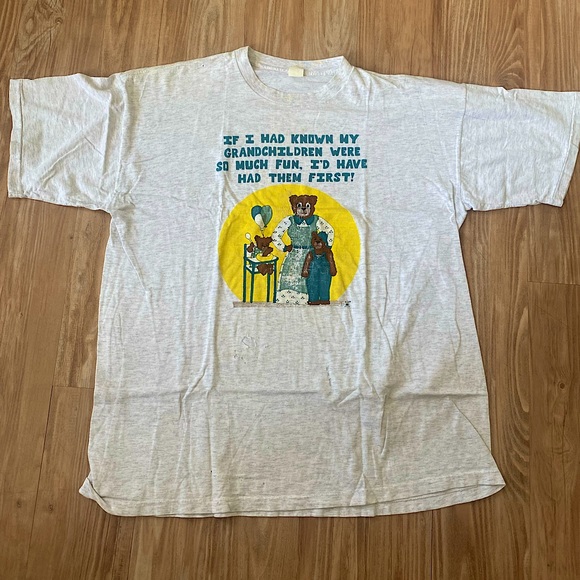 IF I HAD KNOWN MY
GRANDCHILDREN WERE
SO MUCH FUN, I'D HAVE
HAD THEM FIRST!